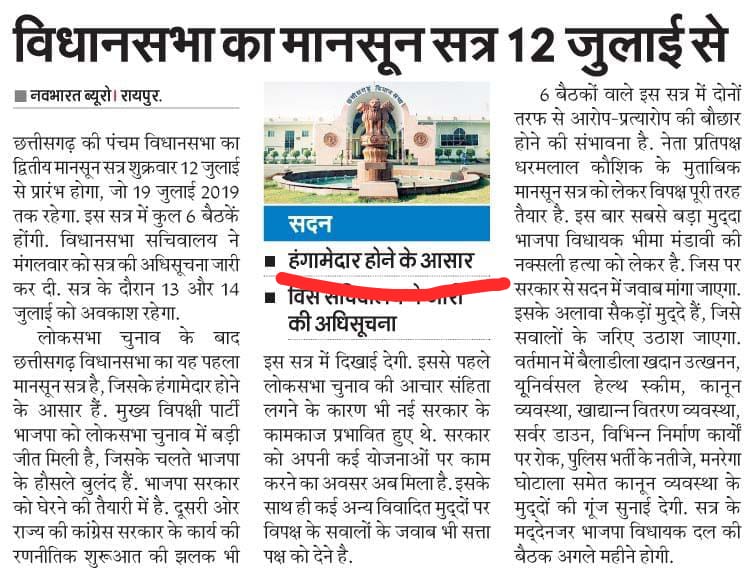 विधानसभा का मानसून सत्र 12 जुलाई से
नवभारत ब्यूरो। रायपुर.
छत्तीसगढ़ की पंचम विधानसभा का
द्वितीय मानसून सत्र शुक्रवार 12 जुलाई
से प्रारंभ होगा, जो 19 जुलाई 2019
तक रहेगा. इस सत्र में कुल 6 बैठकें
होंगी. विधानसभा सचिवालय ने
मंगलवार को सत्र की अधिसूचना जारी
कर दी. सत्र के दौरान 13 और 14
जुलाई को अवकाश रहेगा.
लोकसभा चुनाव के बाद
छत्तीसगढ़ विधानसभा का यह पहला
मानसून सत्र है, जिसके हंगामेदार होने
के आसार हैं. मुख्य विपक्षी पार्टी
भाजपा को लोकसभा चुनाव में बड़ी
जीत मिली है, जिसके चलते भाजपा
के हौसले बुलंद हैं. भाजपा सरकार
को घेरने की तैयारी में है. दूसरी ओर
राज्य की कांग्रेस सरकार के कार्य की
रणनीतिक शुरूआत की झलक भी
सदन
हंगामेदार होने के आसार
विस
की अधिसूचना
इस सत्र में दिखाई देगी. इससे पहले
लोकसभा चुनाव की आचार संहिता
लगने के कारण भी नई सरकार के
कामकाज प्रभावित हुए थे. सरकार
को अपनी कई योजनाओं पर काम
करने का अवसर अब मिला है. इसके
साथ ही कई अन्य विवादित मुद्दों पर
विपक्ष के सवालों के जवाब भी सत्ता
पक्ष को देने है.
6 बैठकों वाले इस सत्र में दोनों
तरफ से आरोप-प्रत्यारोप की बौछार
होने की संभावना है. नेता प्रतिपक्ष
धरमलाल कौशिक के मुताबिक
मानसून सत्र को लेकर विपक्ष पूरी तरह
तैयार है. इस बार सबसे बड़ा मुद्दा
भाजपा विधायक भीमा मंडावी की
नक्सली हत्या को लेकर है. जिस पर
सरकार से सदन में जवाब मांगा जाएगा.
इसके अलावा सैकड़ों मुद्दे हैं, जिसे
सवालों के जरिए उठाश जाएगा.
वर्तमान में बैलाडीला खदान उत्खनन,
यूनिर्वसल हेल्थ स्कीम, कानून
व्यवस्था, खाद्यान्न वितरण व्यवस्था,
सर्वर डाउन, विभिन्न निर्माण कार्यों
पर रोक, पुलिस भर्ती के नतीजे, मनरेगा
घोटाला समेत कानून व्यवस्था के
मुद्दों की गूंज सुनाई देगी. सत्र के
मद्देनजर भाजपा विधायक दल की
बैठक अगले महीने होगी.